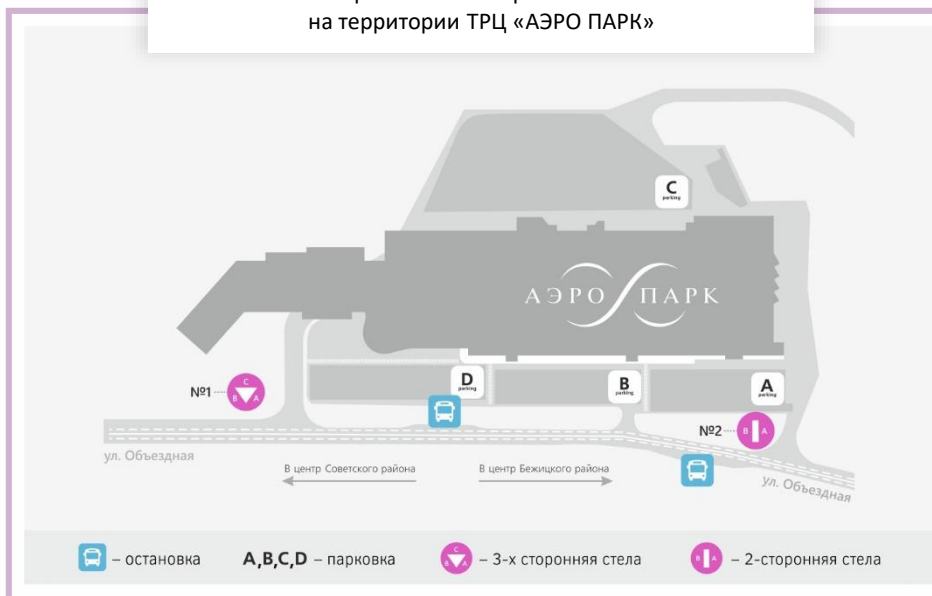 на территории ТРЦ «АЭРО ПАРК»
C
parking
АЭРО ПАРК
D
parking
B
parking
A
parking
№1
C
B A
№2
B A
ул. Объездная
В центр Советского района
В центр Бежицкого района
ул. Объездная
– остановка
A,B,C,D – парковка
C
B A
– 3-х сторонняя стела
B A
– 2-сторонняя стела